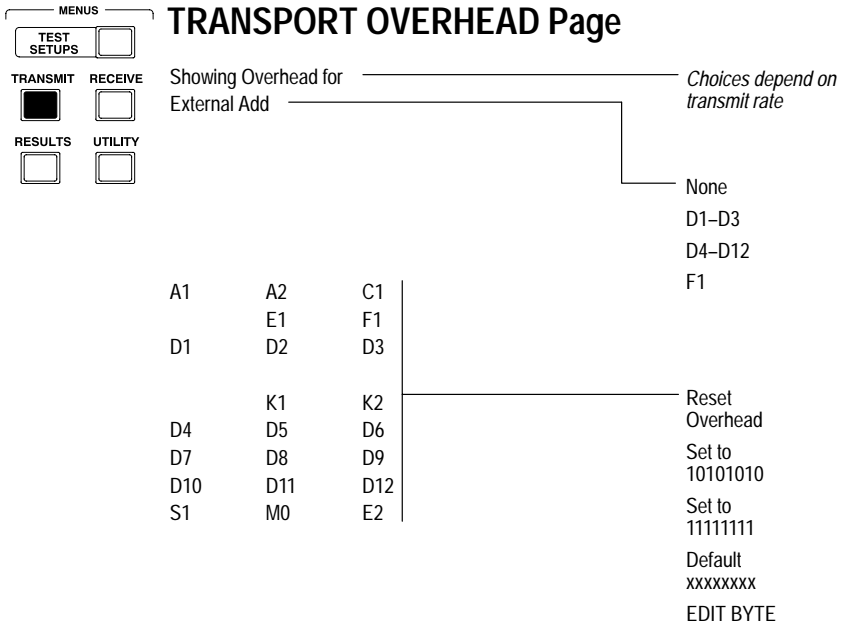 MENUS
TEST
SETUPS
TRANSMIT RECEIVE
RESULTS UTILITY
TRANSPORT OVERHEAD Page
Showing Overhead for
Choices depend on
transmit rate
External Add
None
D1–D3
D4–D12
F1
A1 A2 C1
E1 F1
D1 D2 D3
K1 K2
D4 D5 D6
D7 D8 D9
D10 D11 D12
S1 M0 E2
Reset
Overhead
Set to
10101010
Set to
11111111
Default
xxxxxxxx
EDIT BYTE